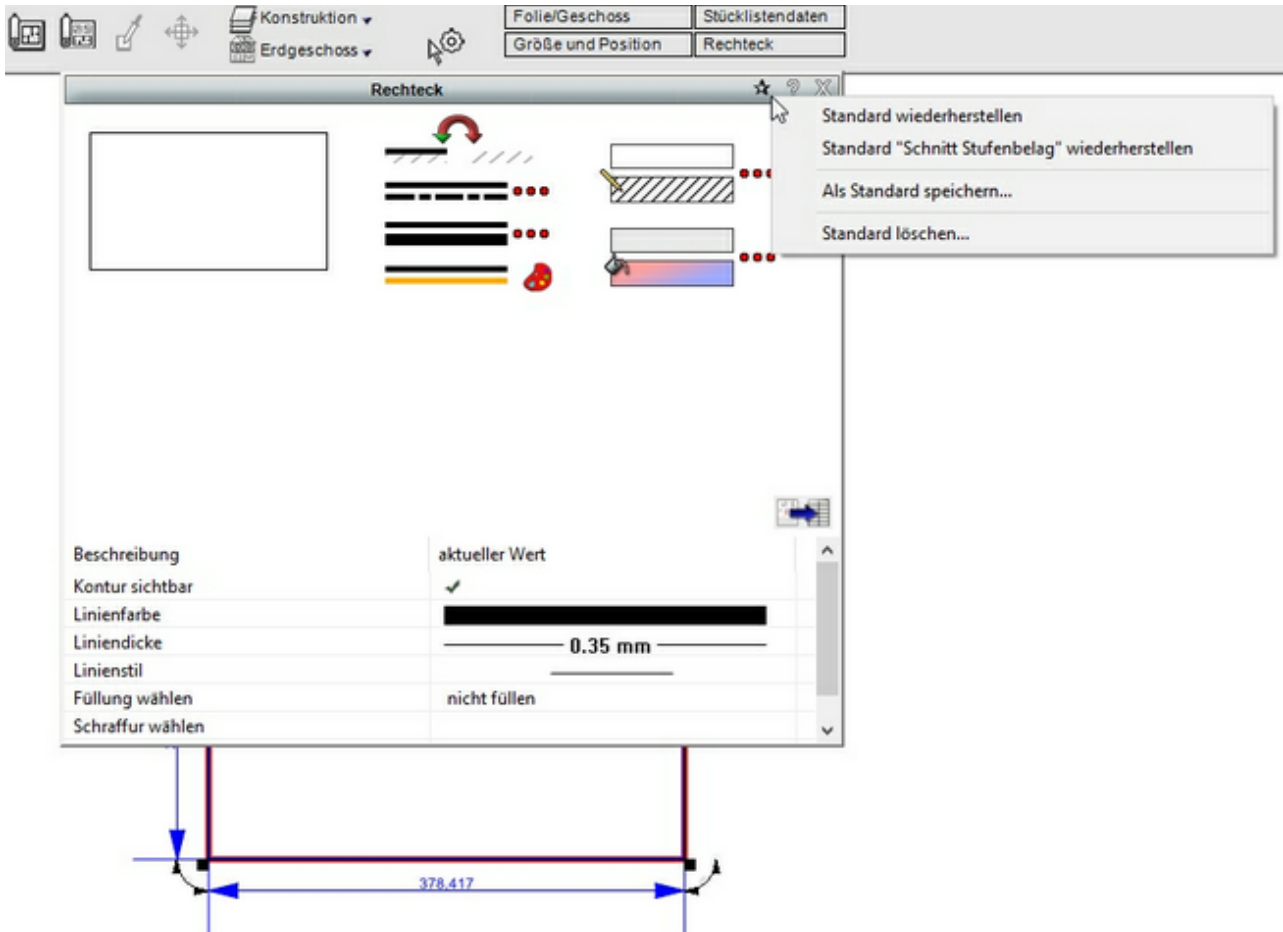 Konstruktion
Erdgeschoss
Folie/Geschoss
Stücklistendaten
Größe und Position
Rechteck
Rechteck
?
X
Standard wiederherstellen
Standard "Schnitt Stufenbelag" wiederherstellen
Als Standard speichern...
Standard löschen...
Beschreibung aktueller Wert
Kontur sichtbar
Linienfarbe
Liniendicke 0.35 mm
Linienstil
Füllung wählen nicht füllen
Schraffur wählen
378,417